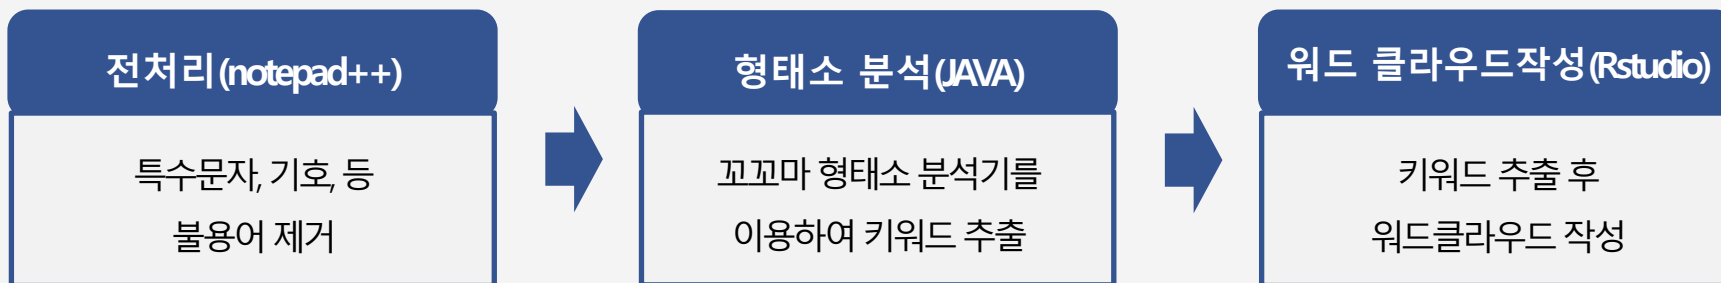 전처리(notepad++)
특수문자, 기호, 등
불용어 제거
형태소 분석(JAVA)
꼬꼬마 형태소 분석기를
이용하여 키워드 추출
워드 클라우드작성(Rstudio)
키워드 추출 후
워드클라우드 작성